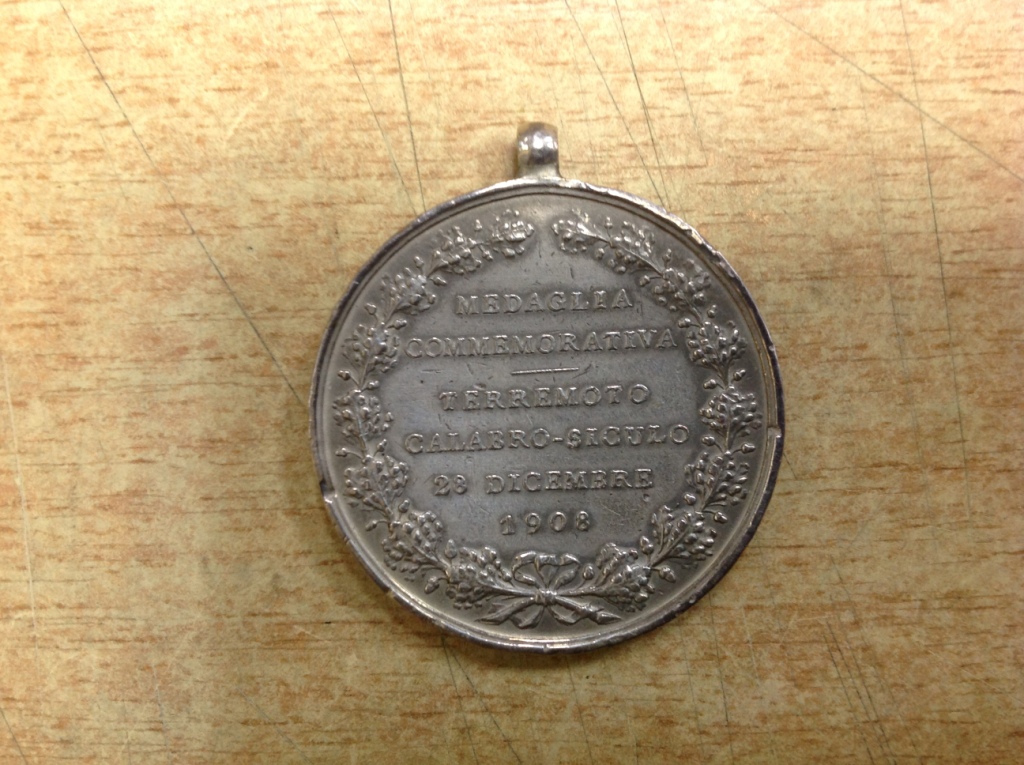 MEDAGLIA
COMMEMORATIVA
TERREMOTO
CALABRO-SICULO
28 DICEMBRE
1908